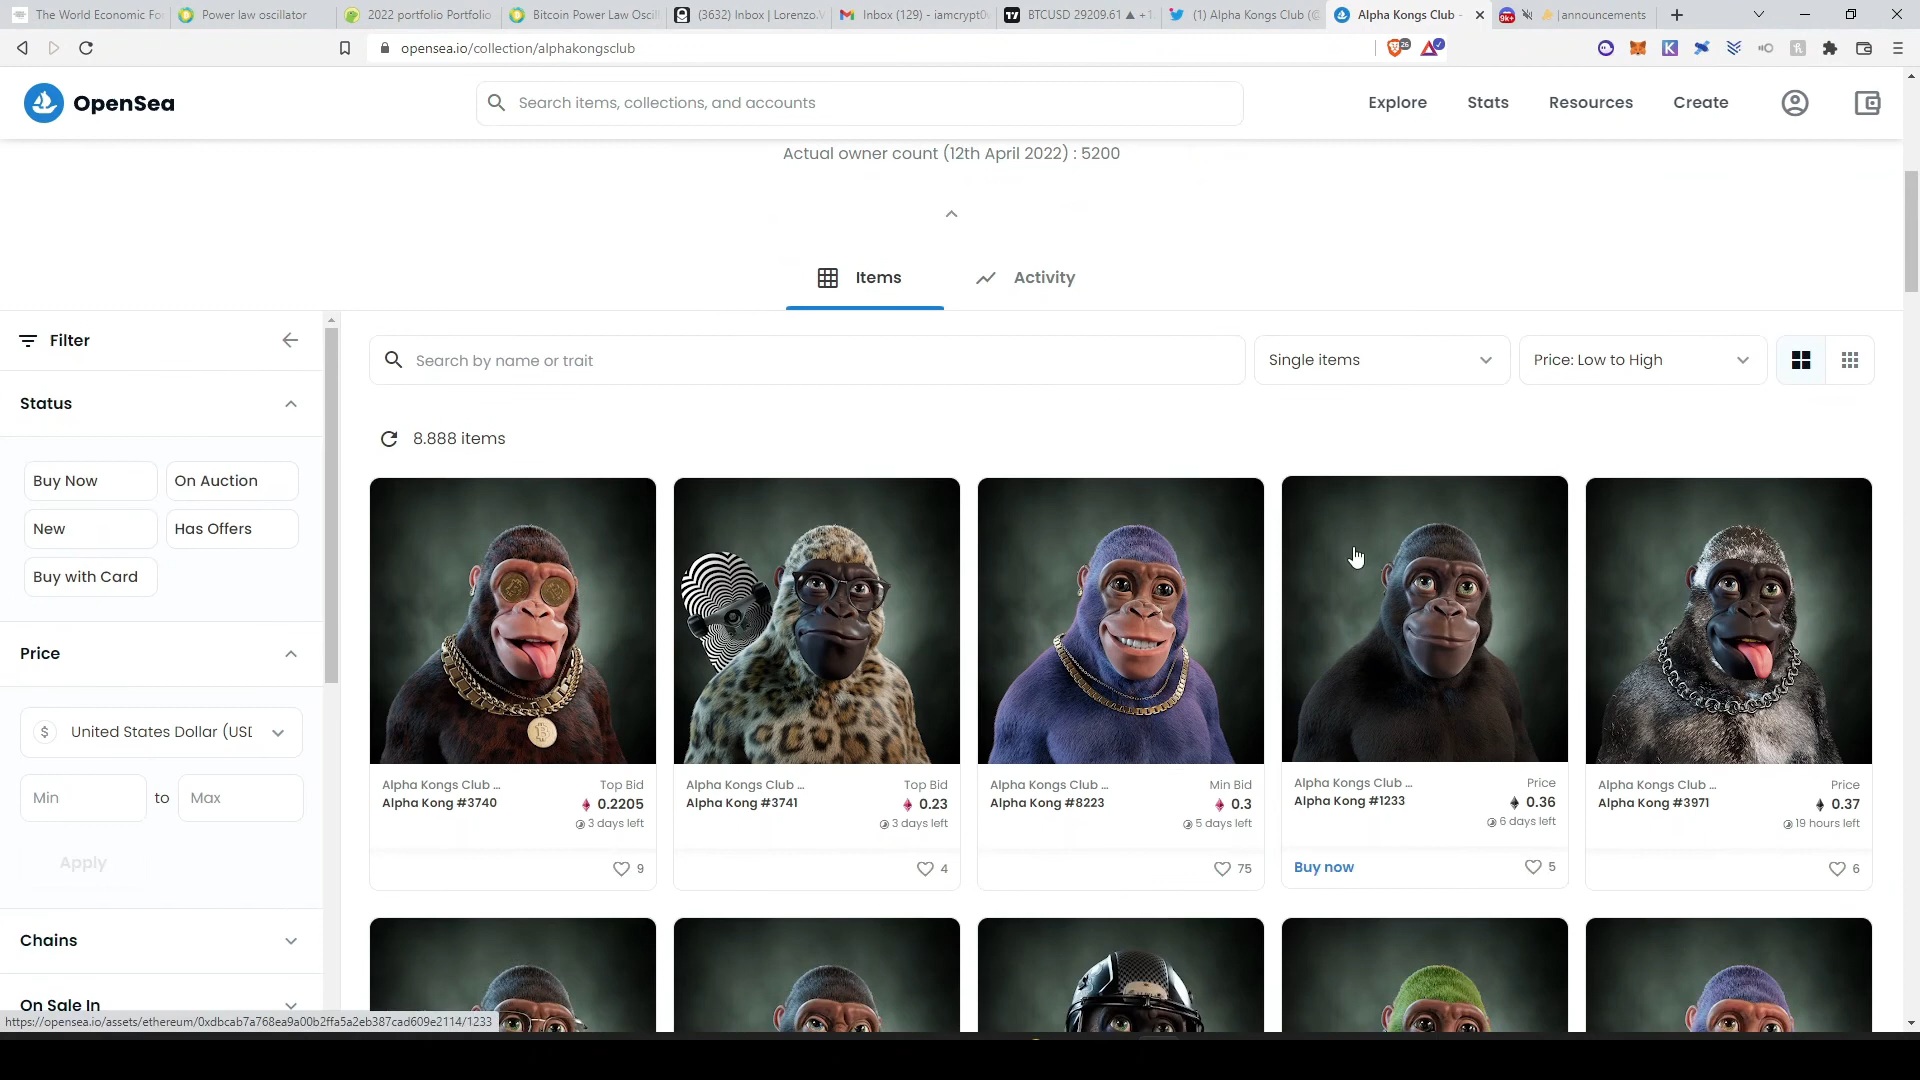 The World Economic Fo
Power law oscillator
2022 portfolio Portfolio
Bitcoin Power Law Oscill
(3632) Inbox | Lorenzo.V
Inbox (129) - iamcrypt0
BTCUSD 29209.61 ▲ +1.
(1) Alpha Kongs Club (@
Alpha Kongs Club -
9k+
| announcements
opensea.io/collection/alphakongsclub
26
OpenSea
Search items, collections, and accounts
Explore
Stats
Resources
Create
Actual owner count (12th April 2022) : 5200
Items
Activity
Filter
Search by name or trait
Single items
Price: Low to High
Status
8.888 items
Buy Now
On Auction
New
Has Offers
Buy with Card
Price
$ United States Dollar (USD
Min to Max
Apply
Chains
On Sale In
Alpha Kongs Club ... Top Bid
Alpha Kong #3740 0.2205
3 days left
9
Alpha Kongs Club ... Top Bid
Alpha Kong #3741 0.23
3 days left
4
Alpha Kongs Club ... Min Bid
Alpha Kong #8223 0.3
5 days left
75
Alpha Kongs Club ... Price
Alpha Kong #1233 0.36
6 days left
Buy now 5
Alpha Kongs Club ... Price
Alpha Kong #3971 0.37
19 hours left
6
https://opensea.io/assets/ethereum/0xdbcab7a768ea9a00b2ffa5a2eb387cad609e2114/1233